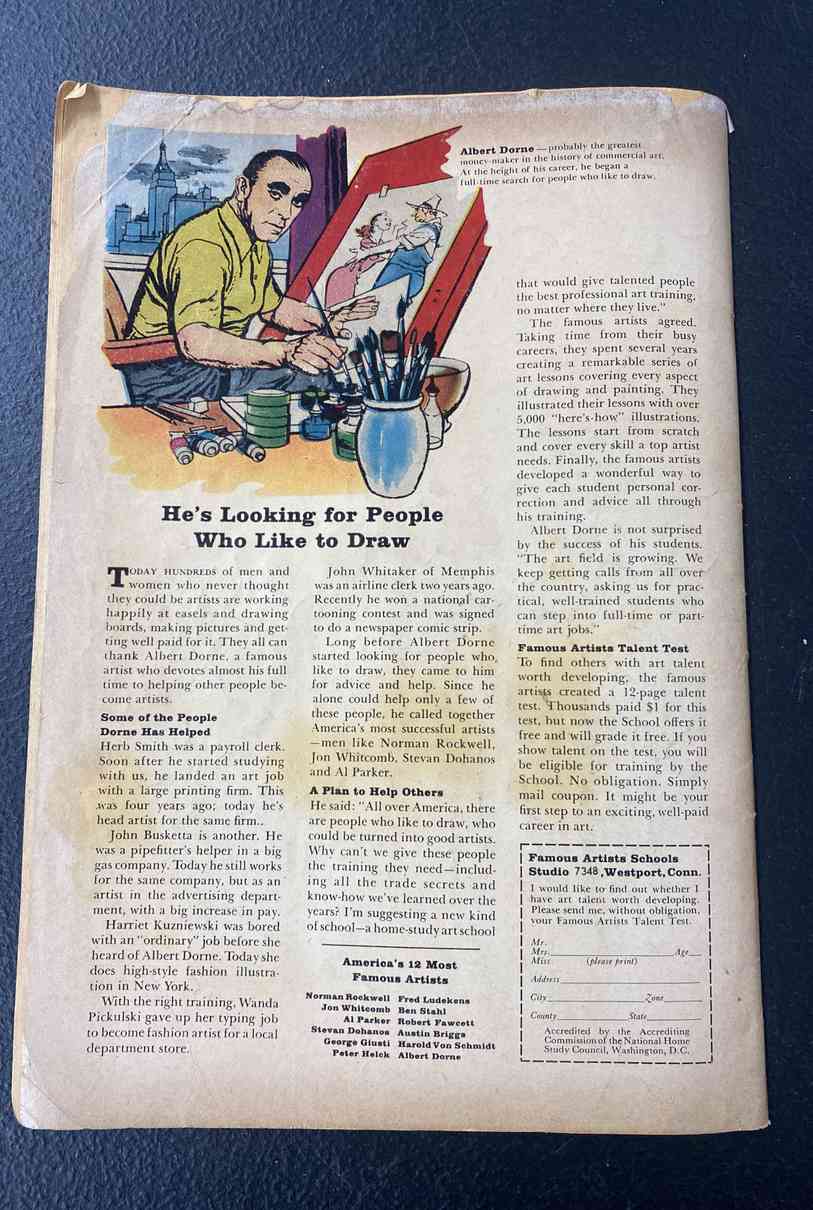 Albert Dorne — probably the greatest
money-maker in the history of commercial art.
At the height of his career, he began a
full-time search for people who like to draw.
He's Looking for People
Who Like to Draw
TODAY HUNDREDS of men and
women who never thought
they could be artists are working
happily at easels and drawing
boards, making pictures and get-
ting well paid for it. They all can
thank Albert Dorne, a famous
artist who devotes almost his full
time to helping other people be-
come artists.
Some of the People
Dorne Has Helped
Herb Smith was a payroll clerk.
Soon after he started studying
with us, he landed an art job
with a large printing firm. This
was four years ago; today he's
head artist for the same firm..
John Busketta is another. He
was a pipefitter's helper in a big
gas company. Today he still works
for the same company, but as an
artist in the advertising depart-
ment, with a big increase in pay.
Harriet Kuzniewski was bored
with an "ordinary" job before she
heard of Albert Dorne. Today she
does high-style fashion illustra-
tion in New York.
With the right training, Wanda
Pickulski gave up her typing job
to become fashion artist for a local
department store.
John Whitaker of Memphis
was an airline clerk two years ago.
Recently he won a national car-
tooning contest and was signed
to do a newspaper comic strip.
Long before Albert Dorne
started looking for people who
like to draw, they came to him
for advice and help. Since he
alone could help only a few of
these people, he called together
America's most successful artists
—men like Norman Rockwell,
Jon Whitcomb, Stevan Dohanos
and Al Parker.
A Plan to Help Others
He said: "All over America, there
are people who like to draw, who
could be turned into good artists.
Why can't we give these people
the training they need—includ-
ing all the trade secrets and
know-how we've learned over the
years? I'm suggesting a new kind
of school—a home-study art school
America's 12 Most
Famous Artists
Norman Rockwell Fred Ludekens
Jon Whitcomb Ben Stahl
Al Parker Robert Fawcett
Stevan Dohanos Austin Briggs
George Giusti Harold Von Schmidt
Peter Helck Albert Dorne
that would give talented people
the best professional art training,
no matter where they live."
The famous artists agreed.
Taking time from their busy
careers, they spent several years
creating a remarkable series of
art lessons covering every aspect
of drawing and painting. They
illustrated their lessons with over
5,000 "here's-how" illustrations.
The lessons start from scratch
and cover every skill a top artist
needs. Finally, the famous artists
developed a wonderful way to
give each student personal cor-
rection and advice all through
his training.
Albert Dorne is not surprised
by the success of his students.
"The art field is growing. We
keep getting calls from all over
the country, asking us for prac-
tical, well-trained students who
can step into full-time or part-
time art jobs."
Famous Artists Talent Test
To find others with art talent
worth developing, the famous
artists created a 12-page talent
test. Thousands paid $1 for this
test, but now the School offers it
free and will grade it free. If you
show talent on the test, you will
be eligible for training by the
School. No obligation. Simply
mail coupon. It might be your
first step to an exciting, well-paid
career in art.
Famous Artists Schools
Studio 7348, Westport, Conn.
I would like to find out whether I
have art talent worth developing.
Please send me, without obligation,
your Famous Artists Talent Test.
Mr.
Mrs. Age
Miss (please print)
Address
City Zone
County State
Accredited by the Accrediting
Commission of the National Home
Study Council, Washington, D.C.